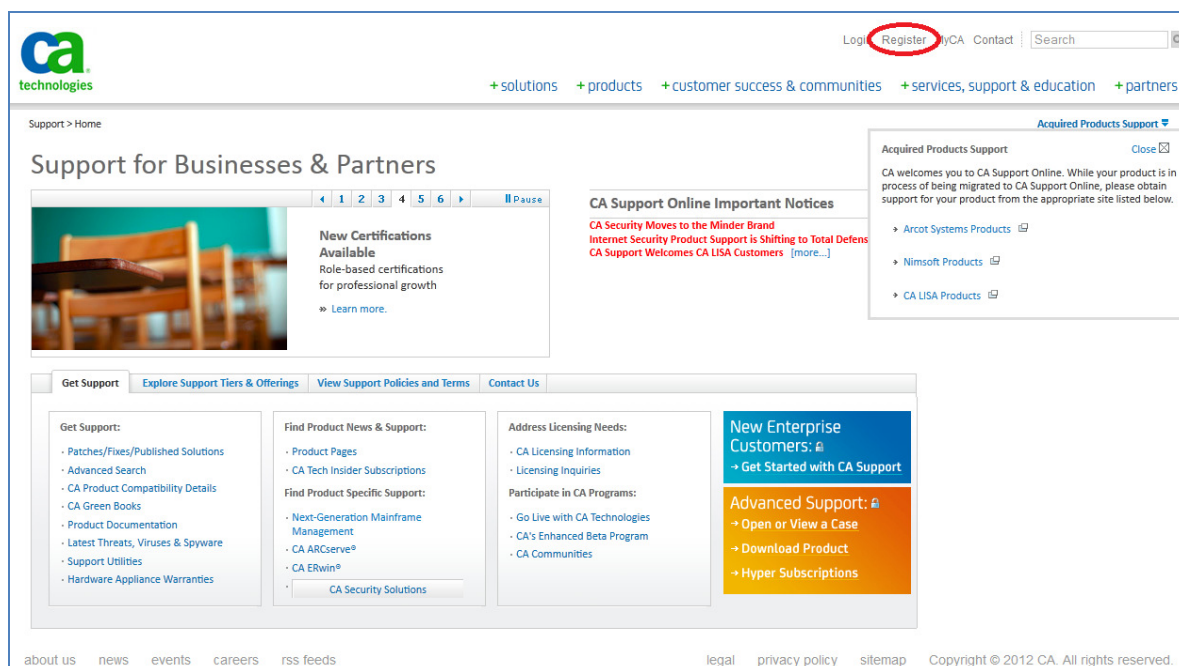 ca
technologies
Login Register MyCA Contact Search
+solutions +products +customer success & communities +services, support & education +partners
Support > Home
Acquired Products Support
Support for Businesses & Partners
1 2 3 4 5 6 Pause
New Certifications
Available
Role-based certifications
for professional growth
Learn more.
CA Support Online Important Notices
CA Security Moves to the Minder Brand
Internet Security Product Support is Shifting to Total Defens
CA Support Welcomes CA LISA Customers [more...]
Acquired Products Support Close
CA welcomes you to CA Support Online. While your product is in
process of being migrated to CA Support Online, please obtain
support for your product from the appropriate site listed below.
Arcot Systems Products
Nimsoft Products
CA LISA Products
Get Support Explore Support Tiers & Offerings View Support Policies and Terms Contact Us
Get Support:
· Patches/Fixes/Published Solutions
· Advanced Search
· CA Product Compatibility Details
· CA Green Books
· Product Documentation
· Latest Threats, Viruses & Spyware
· Support Utilities
· Hardware Appliance Warranties
Find Product News & Support:
· Product Pages
· CA Tech Insider Subscriptions
Find Product Specific Support:
· Next-Generation Mainframe
Management
· CA ARCserve®
· CA ERwin®
· CA Security Solutions
Address Licensing Needs:
· CA Licensing Information
· Licensing Inquiries
Participate in CA Programs:
· Go Live with CA Technologies
· CA's Enhanced Beta Program
· CA Communities
New Enterprise
Customers:
→ Get Started with CA Support
Advanced Support:
→ Open or View a Case
→ Download Product
→ Hyper Subscriptions
about us news events careers rss feeds legal privacy policy sitemap Copyright © 2012 CA. All rights reserved.